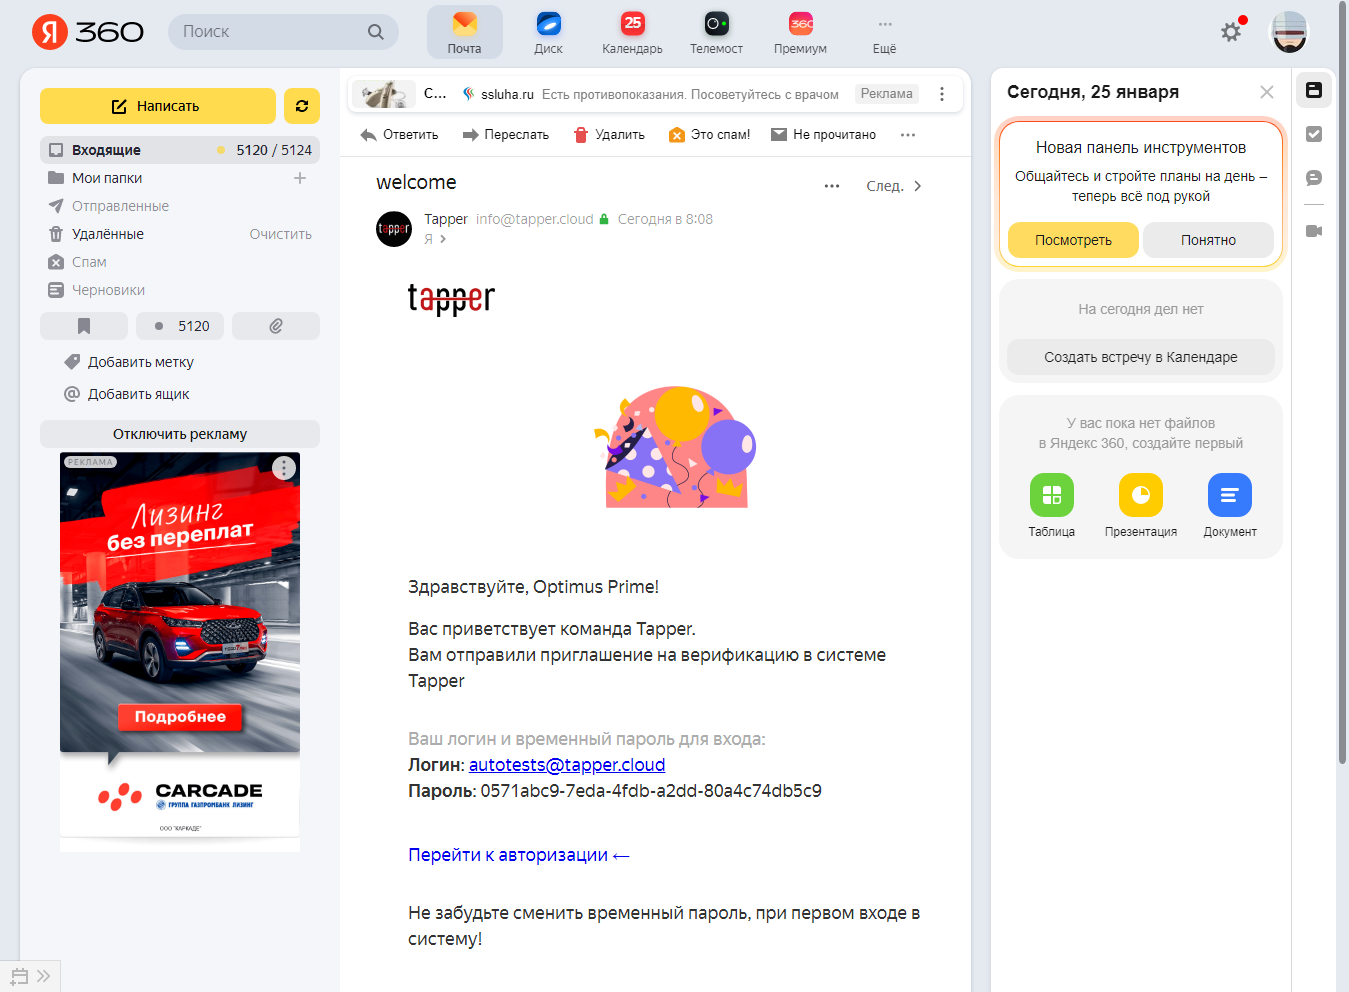 Я 360
Поиск
Почта
Диск
25
Календарь
Телемост
360
Премиум
Ещё
Написать
Входящие 5120 / 5124
Мои папки
Отправленные
Удалённые Очистить
Спам
Черновики
5120
Добавить метку
Добавить ящик
Отключить рекламу
РЕКЛАМА
Лизинг
без переплат
Подробнее
CARCADE
ГРУППА ГАЗПРОМБАНК ЛИЗИНГ
ООО "КАРКАДЕ"
С... ssluha.ru Есть противопоказания. Посоветуйтесь с врачом Реклама
Ответить Переслать Удалить Это спам! Не прочитано
welcome
След.
tapper
Tapper info@tapper.cloud Сегодня в 8:08
Я
tapper
Здравствуйте, Optimus Prime!
Вас приветствует команда Tapper.
Вам отправили приглашение на верификацию в системе
Tapper
Ваш логин и временный пароль для входа:
Логин: autotests@tapper.cloud
Пароль: 0571abc9-7eda-4fdb-a2dd-80a4c74db5c9
Перейти к авторизации ←
Не забудьте сменить временный пароль, при первом входе в
систему!
Сегодня, 25 января
Новая панель инструментов
Общайтесь и стройте планы на день –
теперь всё под рукой
Посмотреть
Понятно
На сегодня дел нет
Создать встречу в Календаре
У вас пока нет файлов
в Яндекс 360, создайте первый
Таблица
Презентация
Документ